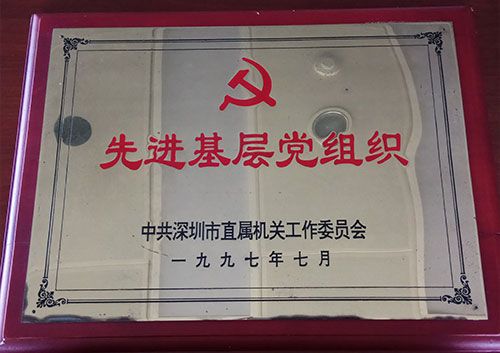 先进基层党组织
中共深圳市直属机关工作委员会
一九九七年七月